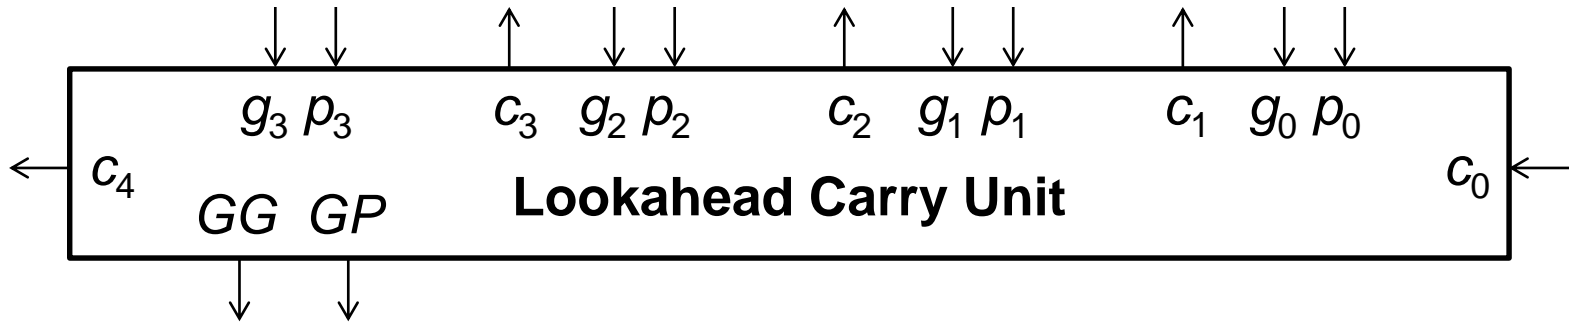 g₃ p₃ c₃ g₂ p₂ c₂ g₁ p₁ c₁ g₀ p₀
c₄ c₀
GG GP Lookahead Carry Unit